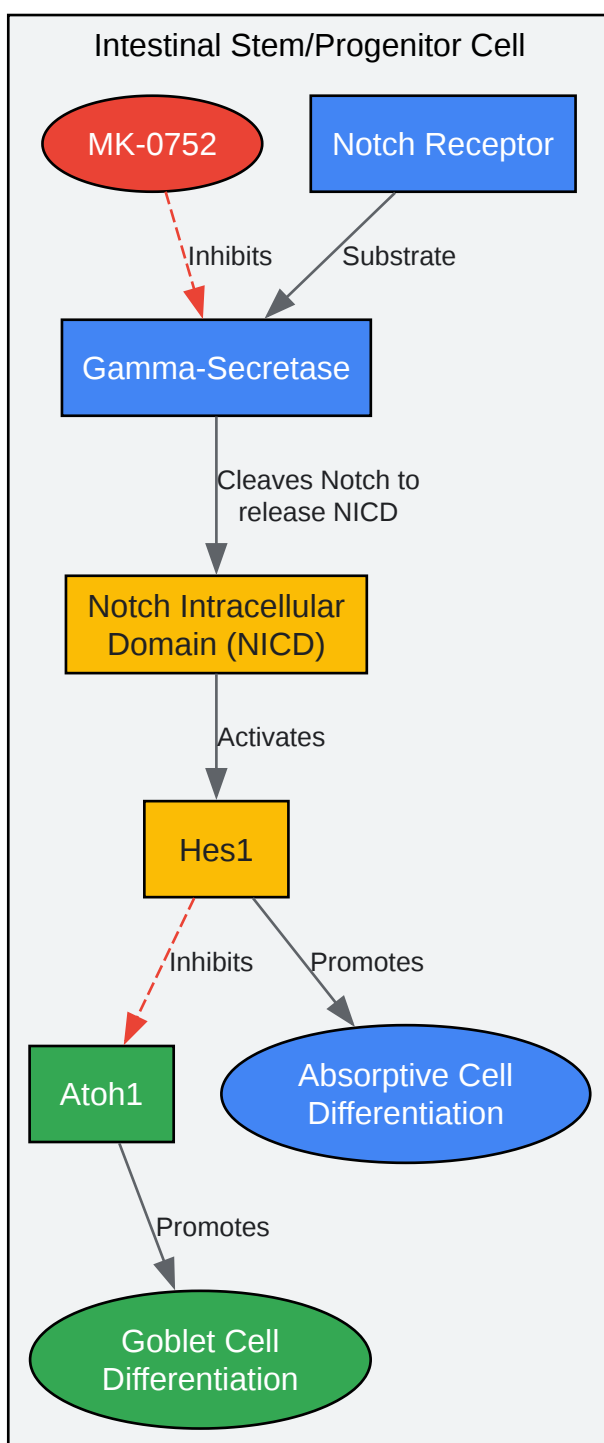 Intestinal Stem/Progenitor Cell
MK-0752
Notch Receptor
Inhibits
Substrate
Gamma-Secretase
Cleaves Notch to
release NICD
Notch Intracellular
Domain (NICD)
Activates
Hes1
Inhibits
Promotes
Atoh1
Absorptive Cell
Differentiation
Promotes
Goblet Cell
Differentiation